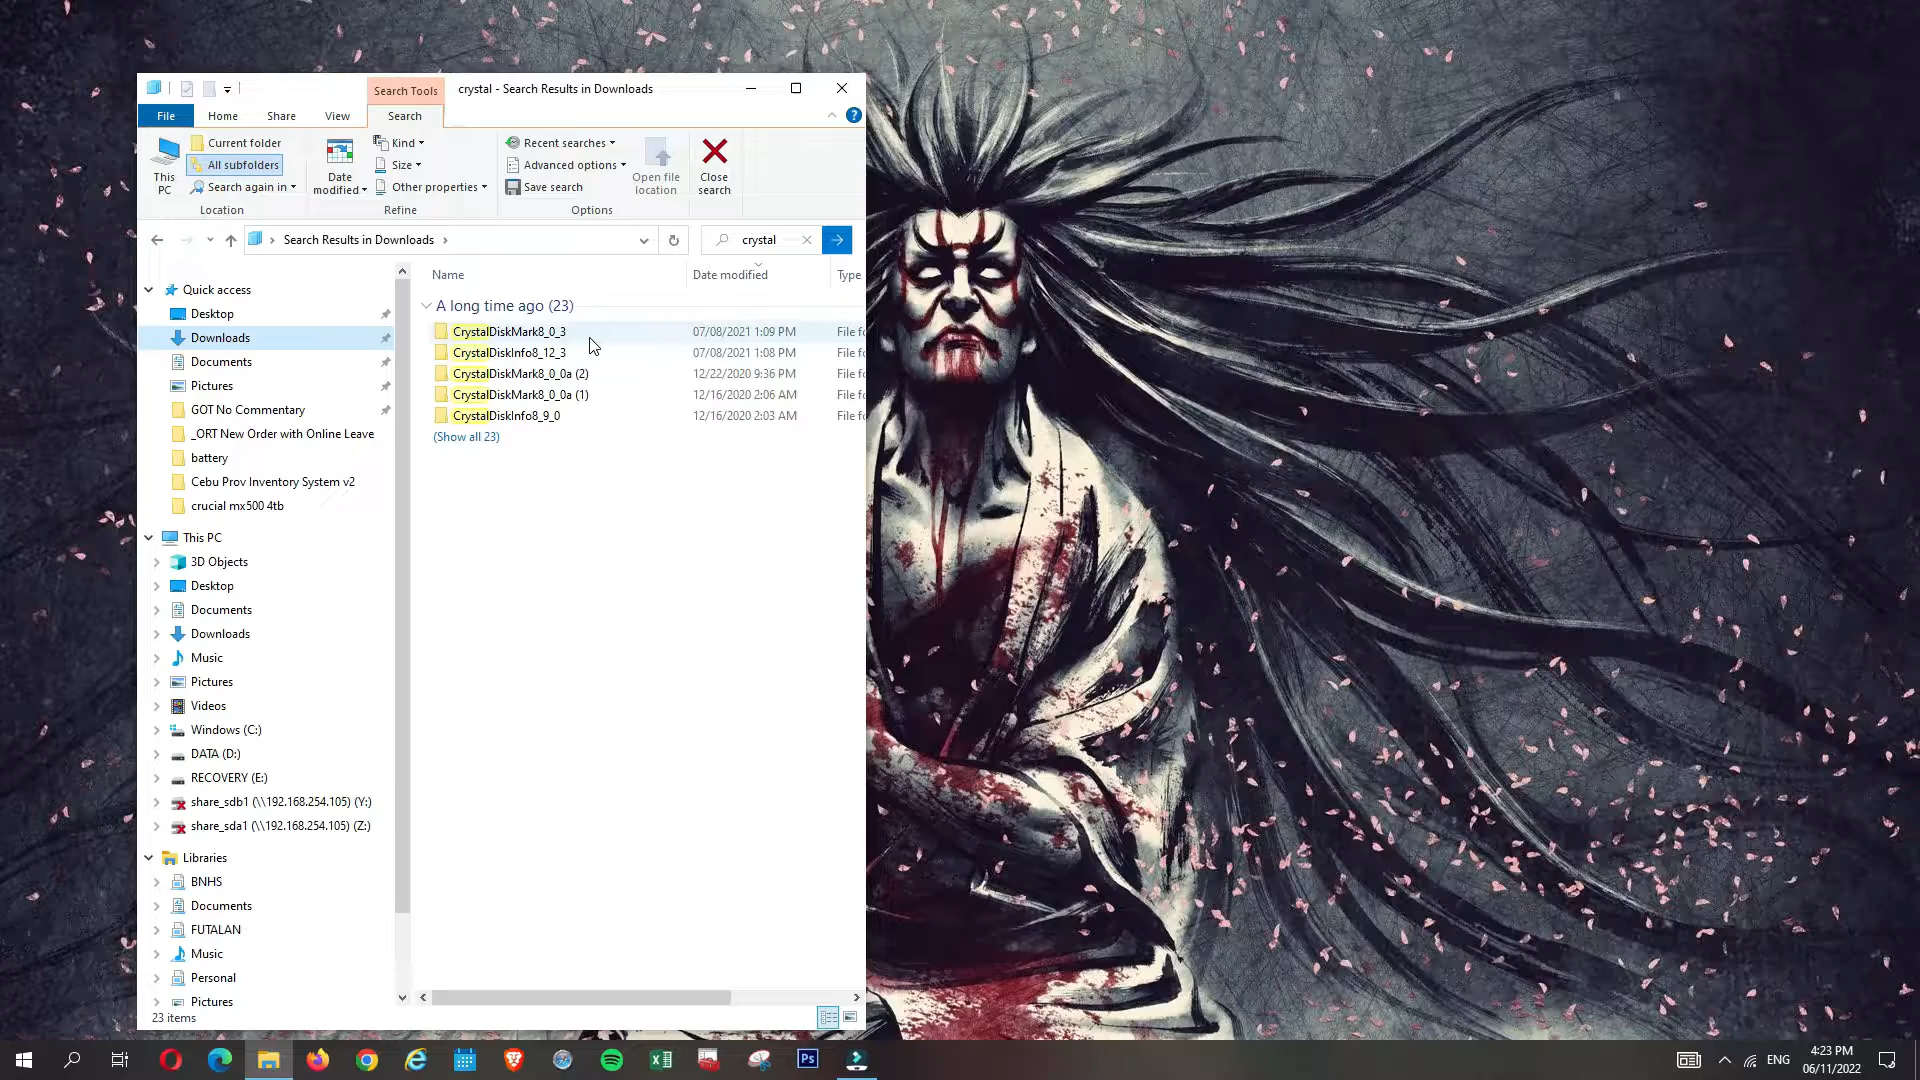 Search Tools
crystal - Search Results in Downloads
File
Home
Share
View
Search
This PC
Current folder
All subfolders
Search again in
Location
Date modified
Kind
Size
Other properties
Refine
Recent searches
Advanced options
Save search
Open file location
Options
Close search
Search Results in Downloads
crystal
Name
Date modified
Type
A long time ago (23)
CrystalDiskMark8_0_3 07/08/2021 1:09 PM File fo
CrystalDiskInfo8_12_3 07/08/2021 1:08 PM File fo
CrystalDiskMark8_0_0a (2) 12/22/2020 9:36 PM File fo
CrystalDiskMark8_0_0a (1) 12/16/2020 2:06 AM File fo
CrystalDiskInfo8_9_0 12/16/2020 2:03 AM File fo
(Show all 23)
Quick access
Desktop
Downloads
Documents
Pictures
GOT No Commentary
_ORT New Order with Online Leave
battery
Cebu Prov Inventory System v2
crucial mx500 4tb
This PC
3D Objects
Desktop
Documents
Downloads
Music
Pictures
Videos
Windows (C:)
DATA (D:)
RECOVERY (E:)
share_sdb1 (\\192.168.254.105) (Y:)
share_sda1 (\\192.168.254.105) (Z:)
Libraries
BNHS
Documents
FUTALAN
Music
Personal
Pictures
23 items
ENG
4:23 PM
06/11/2022